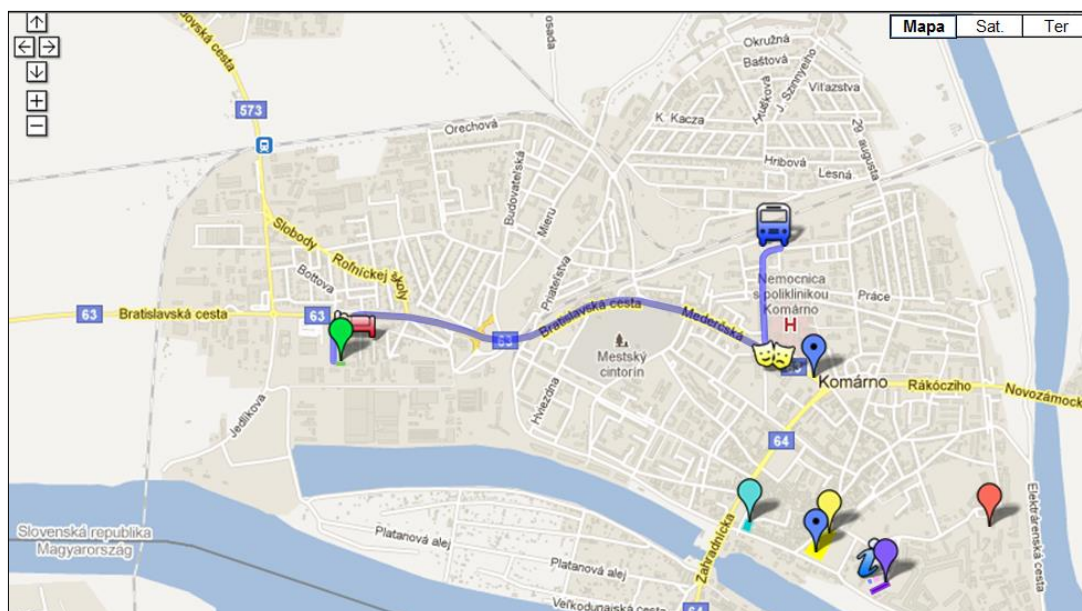 Mapa
Sat.
Ter
Okružná
Baštová
J. Szinnyeiho
Víťazstva
K. Kacza
29. augusta
Hríbová
Lesná
573
Orechová
Budovateľská
Mieru
Priateľstva
Slobody
Roľníckej školy
Bottova
63
Bratislavská cesta
63
63
Bratislavská cesta
Mederčská
Nemocnica
s poliklinikou
Komárno
H
Práce
Mestský
cintorín
Komárno
Rákócziho
Novozámock
Hviezdna
Jedlíkova
64
Zahradnícka
Elektrárenská cesta
Slovenská republika
Magyarország
Platanová alej
Platanová alej
Veľkodunajská cesta
64